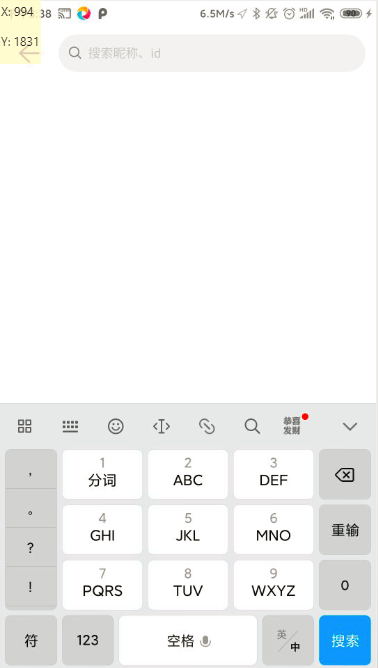 X: 994
:38
6.5M/s
90
Y: 1831
搜索昵称、id
恭喜
发财
,
。
?
!
1
分词
2
ABC
3
DEF
4
GHI
5
JKL
6
MNO
重输
7
PQRS
8
TUV
9
WXYZ
0
符
123
空格
英/中
搜索